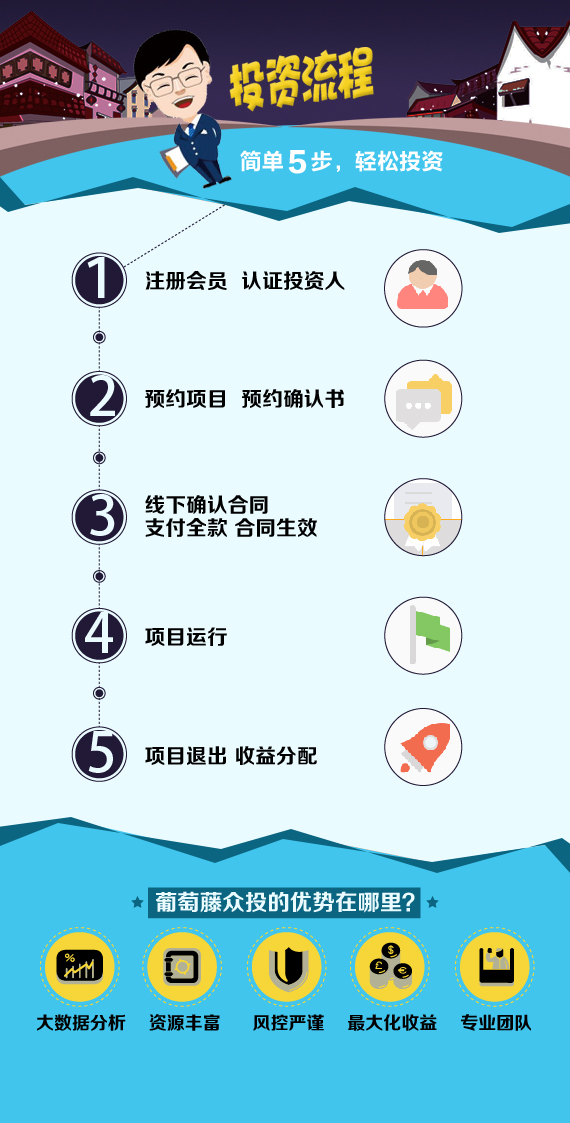 投资流程
简单5步，轻松投资
1
注册会员 认证投资人
2
预约项目 预约确认书
3
线下确认合同
支付全款 合同生效
4
项目运行
5
项目退出 收益分配
葡萄藤众投的优势在哪里?
%
$
£
€
大数据分析 资源丰富 风控严谨 最大化收益 专业团队